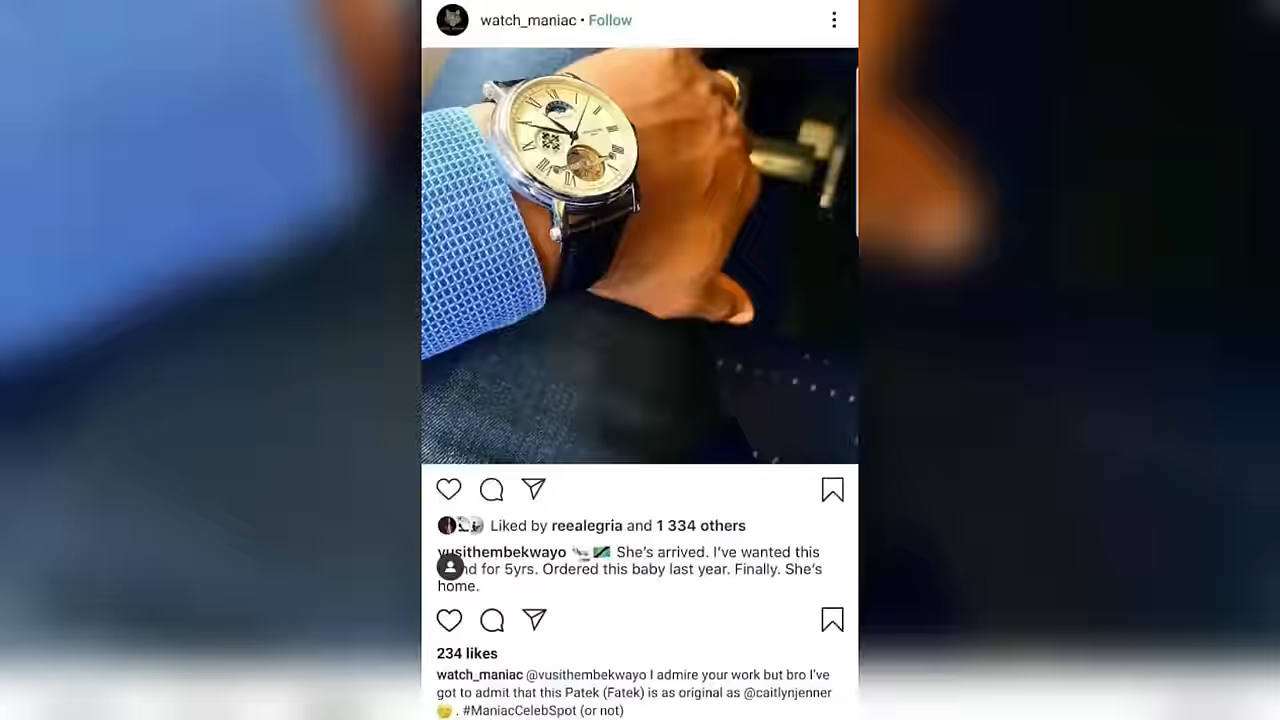 watch_maniac • Follow
Liked by reealegria and 1 334 others
vusithembekwayo She's arrived. I've wanted this
nd for 5yrs. Ordered this baby last year. Finally. She's
home.
234 likes
watch_maniac @vusithembekwayo I admire your work but bro I've
got to admit that this Patek (Fatek) is as original as @caitlynjenner
. #ManiacCelebSpot (or not)